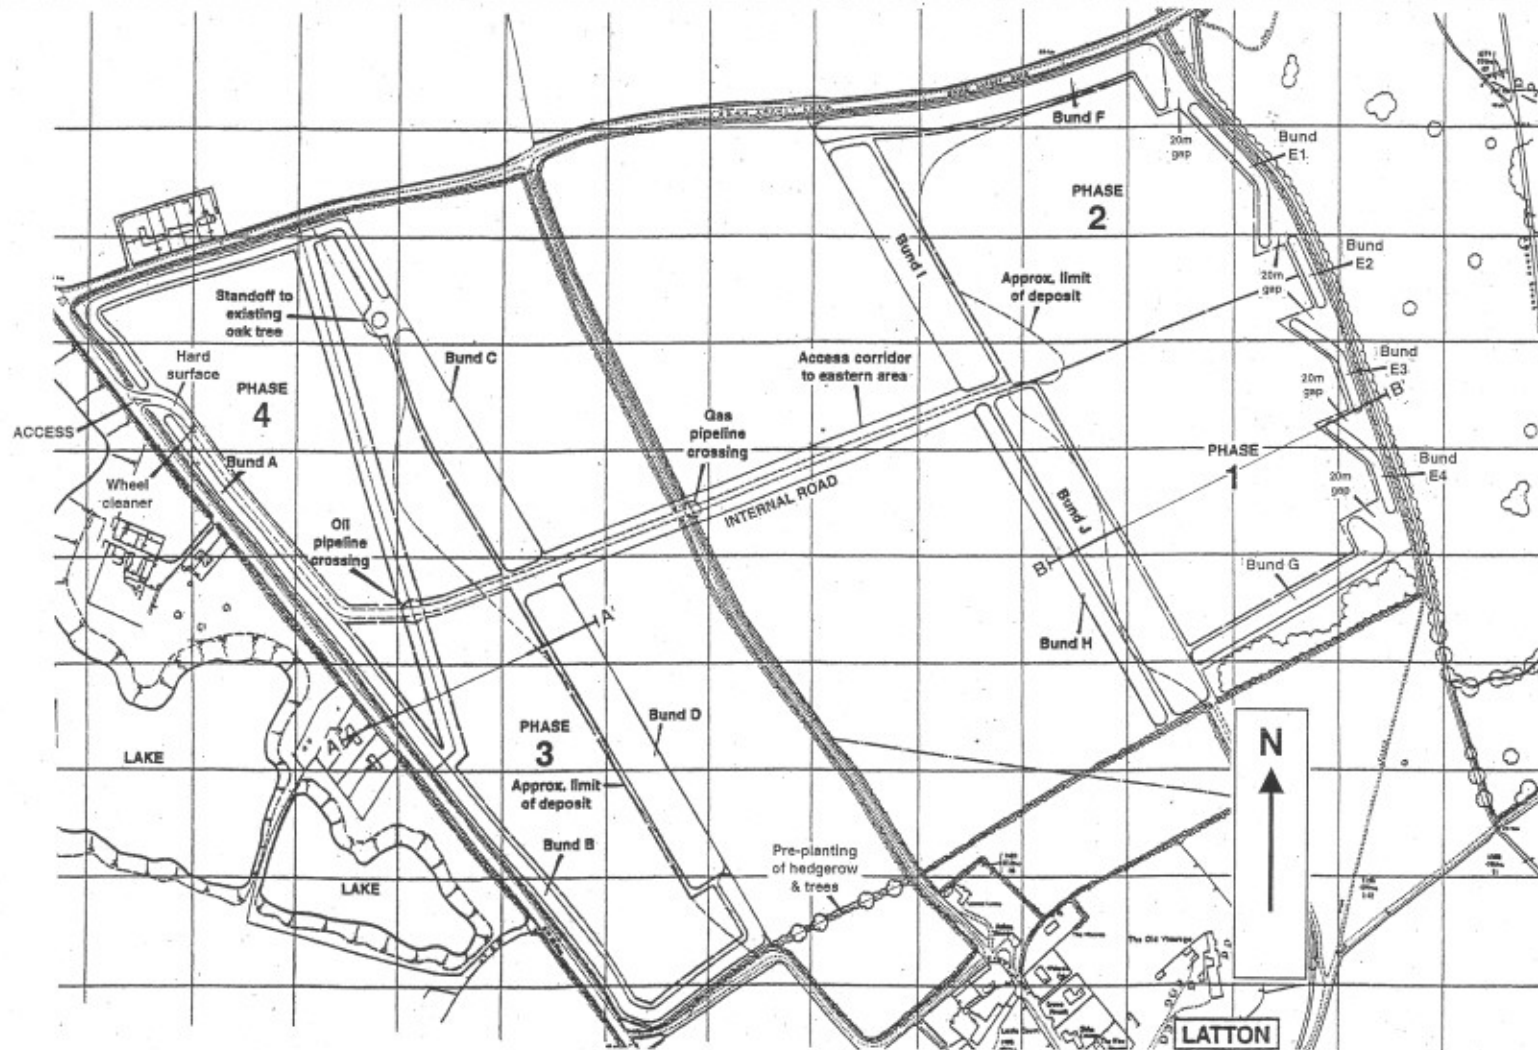 Bund F
20m
gap
Bund
E1
PHASE
2
Bund I
Bund
E2
20m
gap
Approx. limit
of deposit
Standoff to
existing
oak tree
Hard
surface
Bund C
Access corridor
to eastern area
Bund
E3
20m
gap
B'
PHASE
4
ACCESS
Gas
pipeline
crossing
PHASE
1
Bund
E4
20m
gap
Bund A
Wheel
cleaner
INTERNAL ROAD
Bund J
Oil
pipeline
crossing
B
Bund G
A'
Bund H
Bund D
PHASE
3
A
LAKE
N
Approx. limit
of deposit
Bund B
Pre-planting
of hedgerow
& trees
LAKE
The Old Vicarage
LATTON